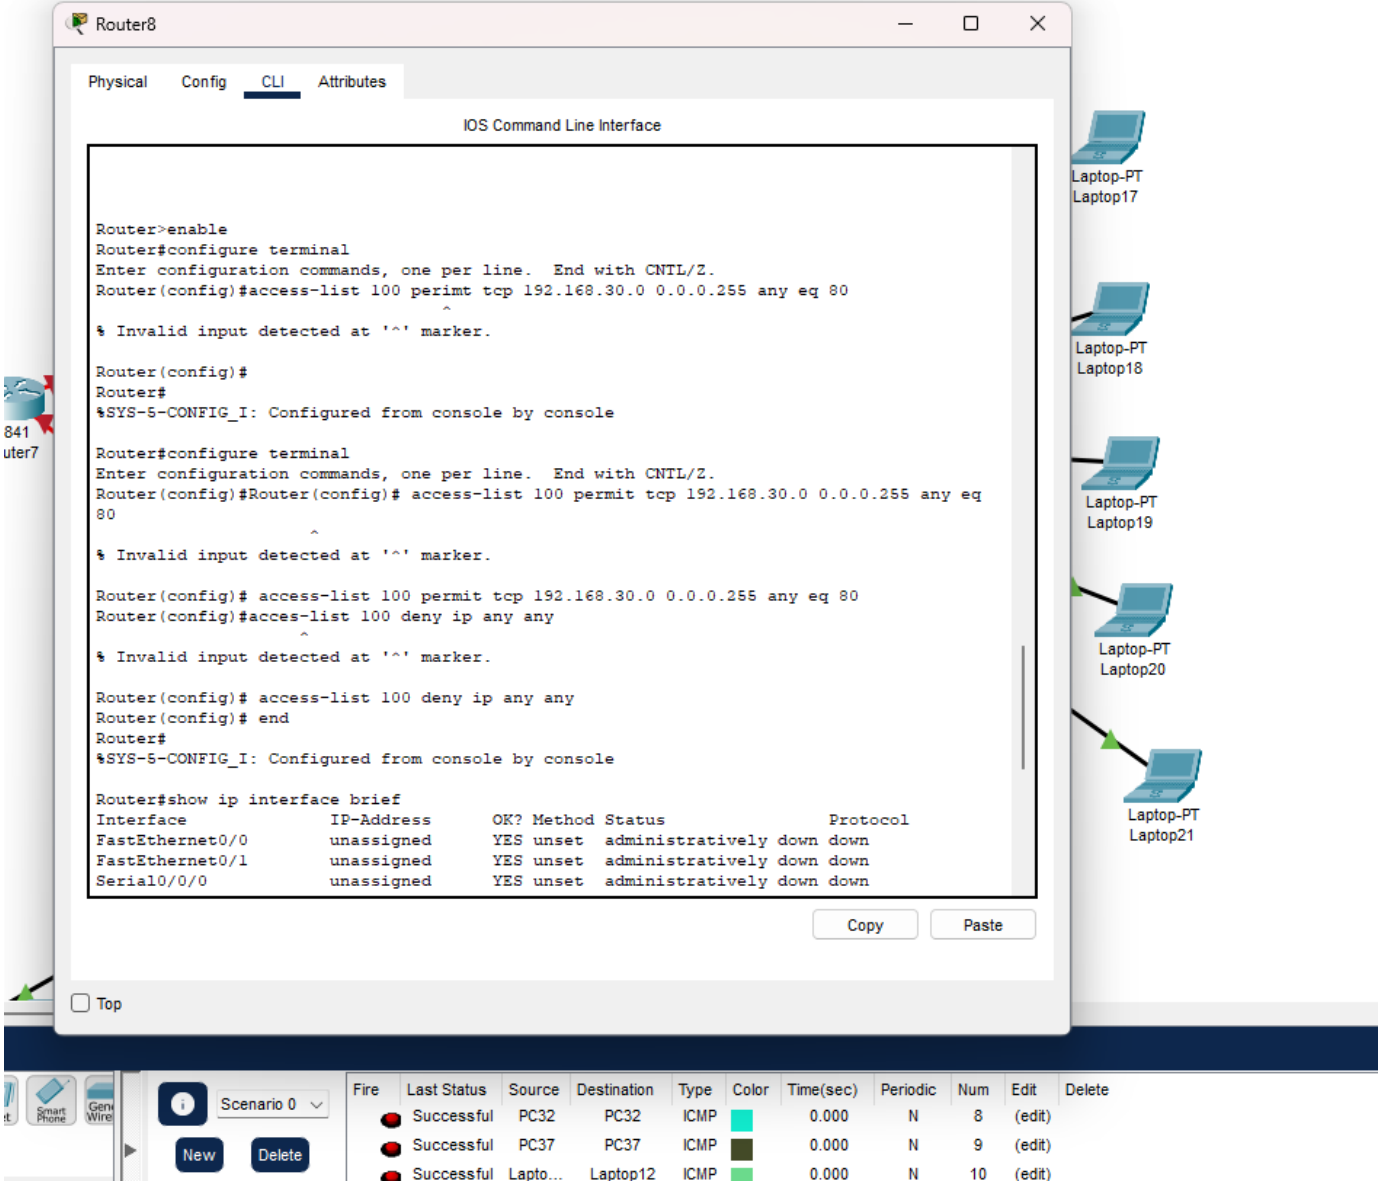 Router8
Physical Config CLI Attributes
IOS Command Line Interface
Router>enable
Router#configure terminal
Enter configuration commands, one per line.  End with CNTL/Z.
Router(config)#access-list 100 perimt tcp 192.168.30.0 0.0.0.255 any eq 80
^
% Invalid input detected at '^' marker.
Router(config)#
Router#
%SYS-5-CONFIG_I: Configured from console by console
Router#configure terminal
Enter configuration commands, one per line.  End with CNTL/Z.
Router(config)#Router(config)# access-list 100 permit tcp 192.168.30.0 0.0.0.255 any eq
80
^
% Invalid input detected at '^' marker.
Router(config)# access-list 100 permit tcp 192.168.30.0 0.0.0.255 any eq 80
Router(config)#acces-list 100 deny ip any any
^
% Invalid input detected at '^' marker.
Router(config)# access-list 100 deny ip any any
Router(config)# end
Router#
%SYS-5-CONFIG_I: Configured from console by console
Router#show ip interface brief
Interface IP-Address OK? Method Status Protocol
FastEthernet0/0 unassigned YES unset administratively down down
FastEthernet0/1 unassigned YES unset administratively down down
Serial0/0/0 unassigned YES unset administratively down down
Copy Paste
Top
Laptop-PT
Laptop17
Laptop-PT
Laptop18
Laptop-PT
Laptop19
Laptop-PT
Laptop20
Laptop-PT
Laptop21
841
uter7
Smart
Phone
Gen
Wire
Scenario 0
New Delete
Fire Last Status Source Destination Type Color Time(sec) Periodic Num Edit Delete
Successful PC32 PC32 ICMP 0.000 N 8 (edit)
Successful PC37 PC37 ICMP 0.000 N 9 (edit)
Successful Lapto... Laptop12 ICMP 0.000 N 10 (edit)